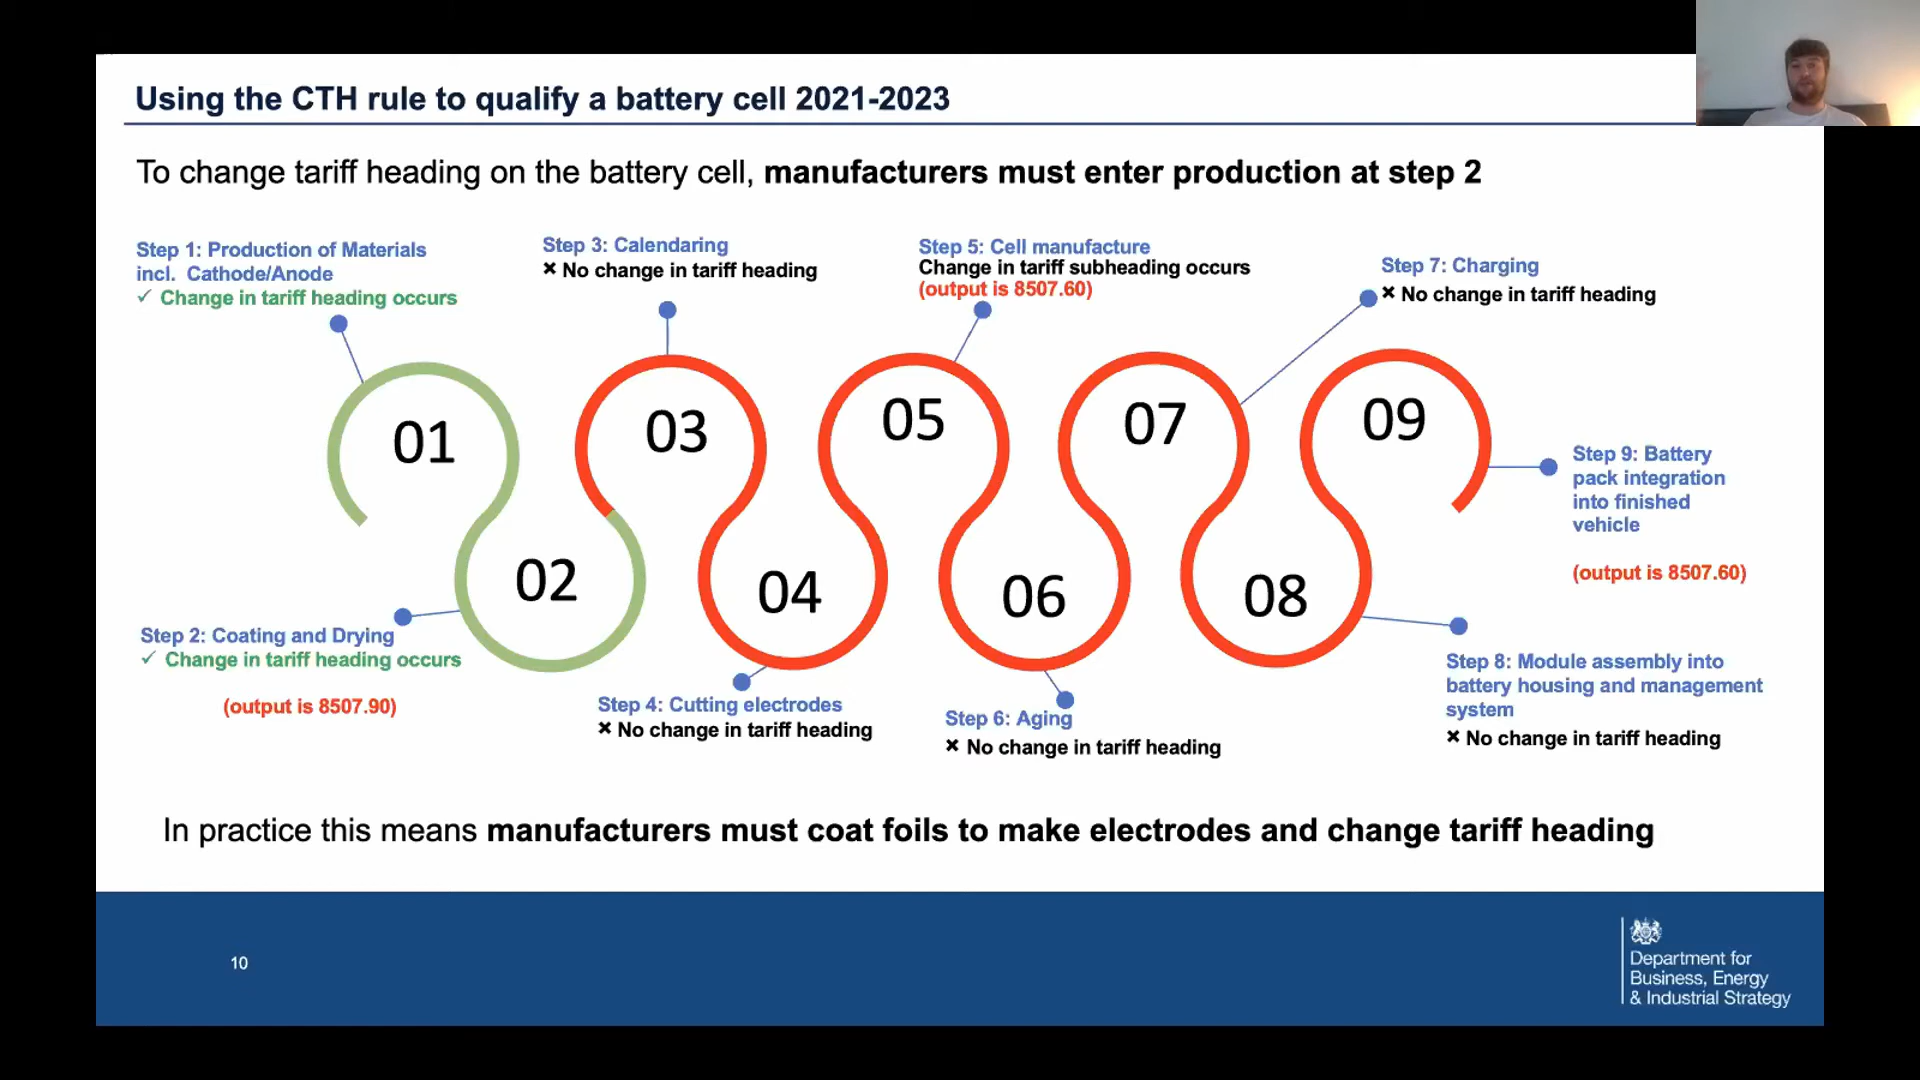 Using the CTH rule to qualify a battery cell 2021-2023
To change tariff heading on the battery cell, manufacturers must enter production at step 2
Step 1: Production of Materials
incl. Cathode/Anode
✓ Change in tariff heading occurs
Step 3: Calendaring
✖ No change in tariff heading
Step 5: Cell manufacture
Change in tariff subheading occurs
(output is 8507.60)
Step 7: Charging
✖ No change in tariff heading
01
03
05
07
09
Step 9: Battery
pack integration
into finished
vehicle
(output is 8507.60)
02
04
06
08
Step 2: Coating and Drying
✓ Change in tariff heading occurs
(output is 8507.90)
Step 4: Cutting electrodes
✖ No change in tariff heading
Step 6: Aging
✖ No change in tariff heading
Step 8: Module assembly into
battery housing and management
system
✖ No change in tariff heading
In practice this means manufacturers must coat foils to make electrodes and change tariff heading
10
Department for
Business, Energy
& Industrial Strategy